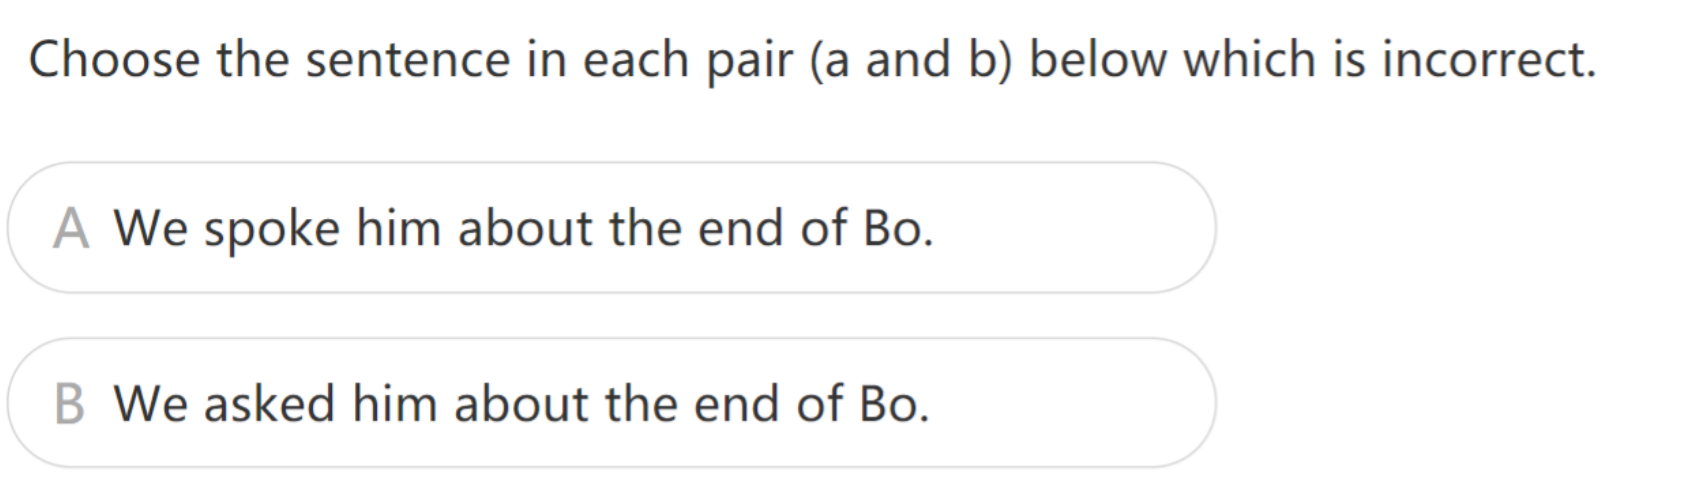 Choose the sentence in each pair (a and b) below which is incorrect.
A We spoke him about the end of Bo.
B We asked him about the end of Bo.